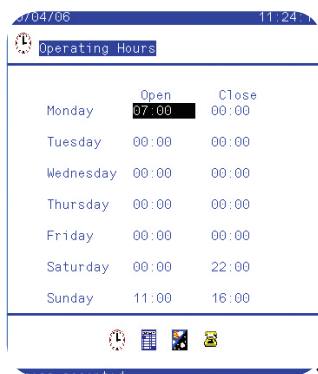 /04/06 11:24:
Operating Hours
Open Close
Monday 07:00 00:00
Tuesday 00:00 00:00
Wednesday 00:00 00:00
Thursday 00:00 00:00
Friday 00:00 00:00
Saturday 00:00 22:00
Sunday 11:00 16:00